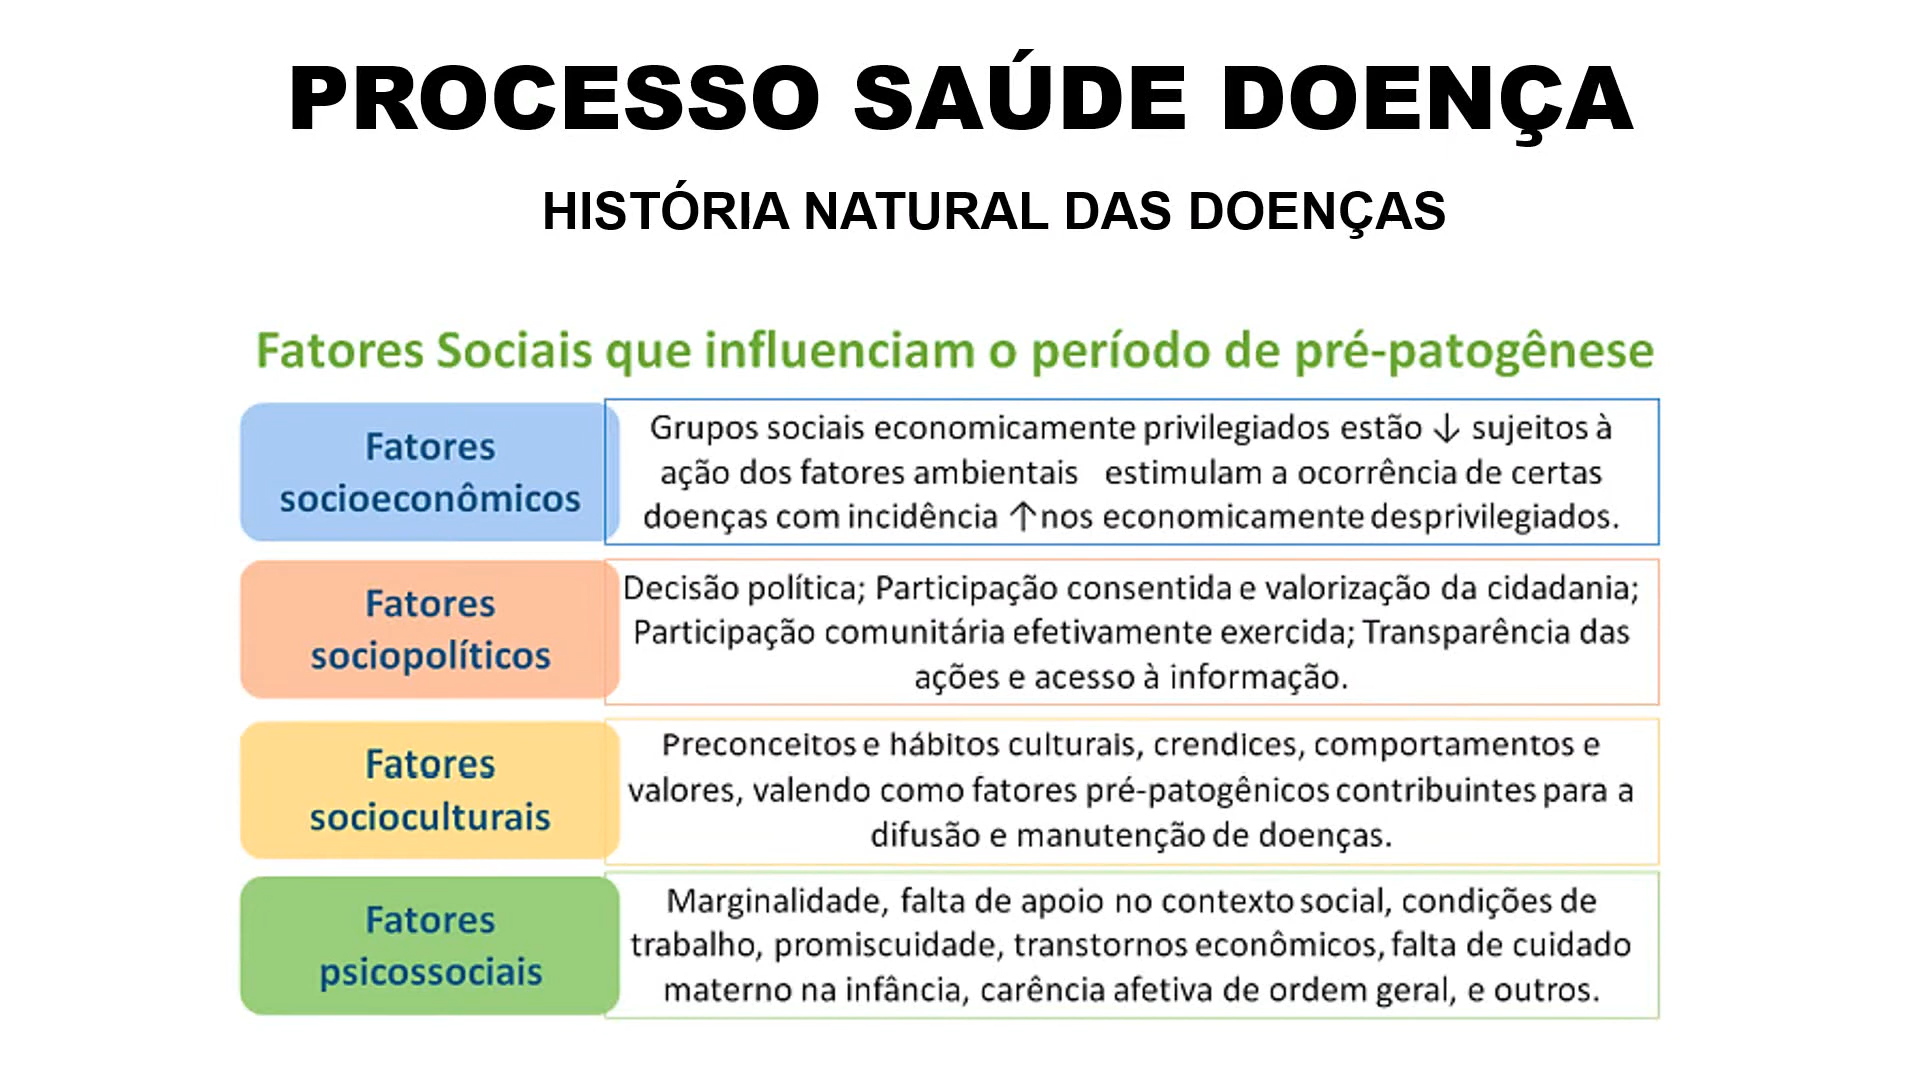 PROCESSO SAÚDE DOENÇA
HISTÓRIA NATURAL DAS DOENÇAS
Fatores Sociais que influenciam o período de pré-patogênese
Fatores
socioeconômicos
Grupos sociais economicamente privilegiados estão ↓ sujeitos à
ação dos fatores ambientais estimulam a ocorrência de certas
doenças com incidência ↑nos economicamente desprivilegiados.
Fatores
sociopolíticos
Decisão política; Participação consentida e valorização da cidadania;
Participação comunitária efetivamente exercida; Transparência das
ações e acesso à informação.
Fatores
socioculturais
Preconceitos e hábitos culturais, crendices, comportamentos e
valores, valendo como fatores pré-patogênicos contribuintes para a
difusão e manutenção de doenças.
Fatores
psicossociais
Marginalidade, falta de apoio no contexto social, condições de
trabalho, promiscuidade, transtornos econômicos, falta de cuidado
materno na infância, carência afetiva de ordem geral, e outros.